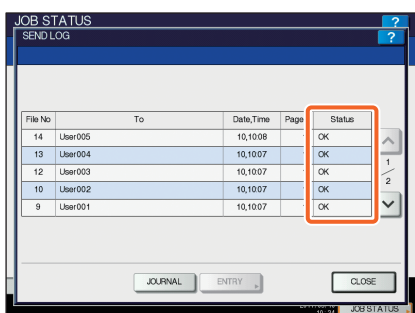 JOB STATUS ?
SEND LOG ?
File No To Date,Time Page Status
14 User005 10,10:08 OK
13 User004 10,10:07 OK
12 User003 10,10:07 OK
10 User002 10,10:07 OK
9 User001 10,10:07 OK
1
2
JOURNAL ENTRY CLOSE
JOB STATUS